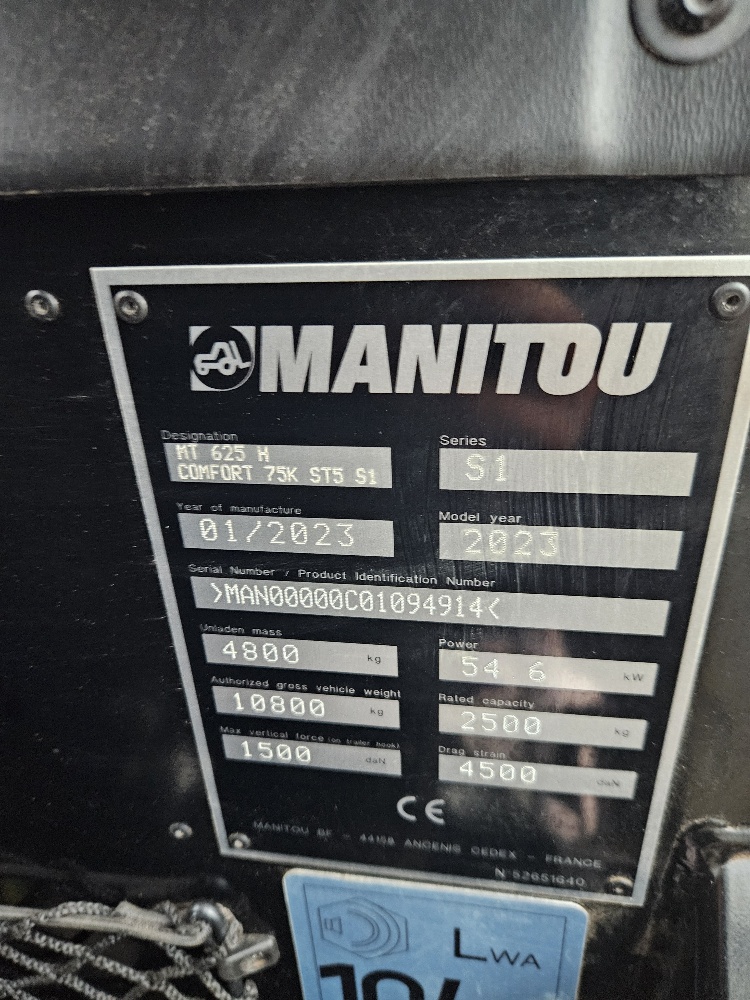 MANITOU
Designation
MT 625 H
COMFORT 75K ST5 S1
Series
S1
Year of manufacture
01/2023
Model year
2023
Serial Number / Product Identification Number
>MAN00000C01094914<
Unladen mass
4800 kg
Power
54 6 kW
Authorized gross vehicle weight
10800 kg
Rated capacity
2500 kg
Max vertical force (on trailer hook)
1500 daN
Drag strain
4500 daN
CE
MANITOU BF - 44158 ANCENIS CEDEX - FRANCE
N°52651640
LWA